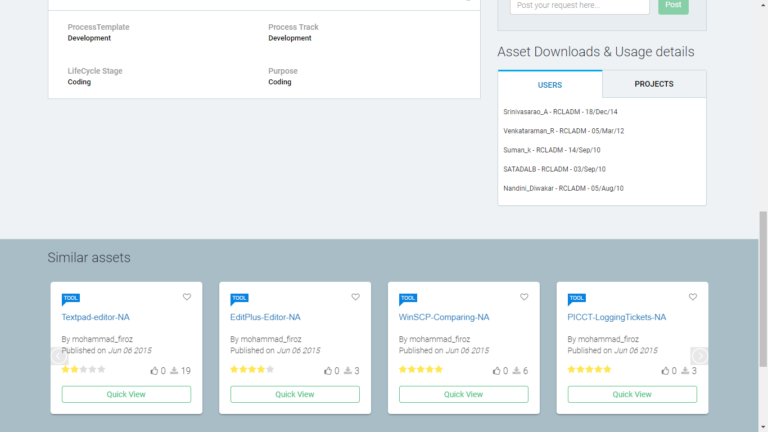 Post your request here...
Post
ProcessTemplate
Development
Process Track
Development
LifeCycle Stage
Coding
Purpose
Coding
Asset Downloads & Usage details
USERS
PROJECTS
Srinivasarao_A - RCLADM - 18/Dec/14
Venkataraman_R - RCLADM - 05/Mar/12
Suman_k - RCLADM - 14/Sep/10
SATADALB - RCLADM - 03/Sep/10
Nandini_Diwakar - RCLADM - 05/Aug/10
Similar assets
TOOL
Textpad-editor-NA
By mohammad_firoz
Published on Jun 06 2015
0 19
Quick View
TOOL
EditPlus-Editor-NA
By mohammad_firoz
Published on Jun 06 2015
0 3
Quick View
TOOL
WinSCP-Comparing-NA
By mohammad_firoz
Published on Jun 06 2015
0 6
Quick View
TOOL
PICCT-LoggingTickets-NA
By mohammad_firoz
Published on Jun 06 2015
0 3
Quick View